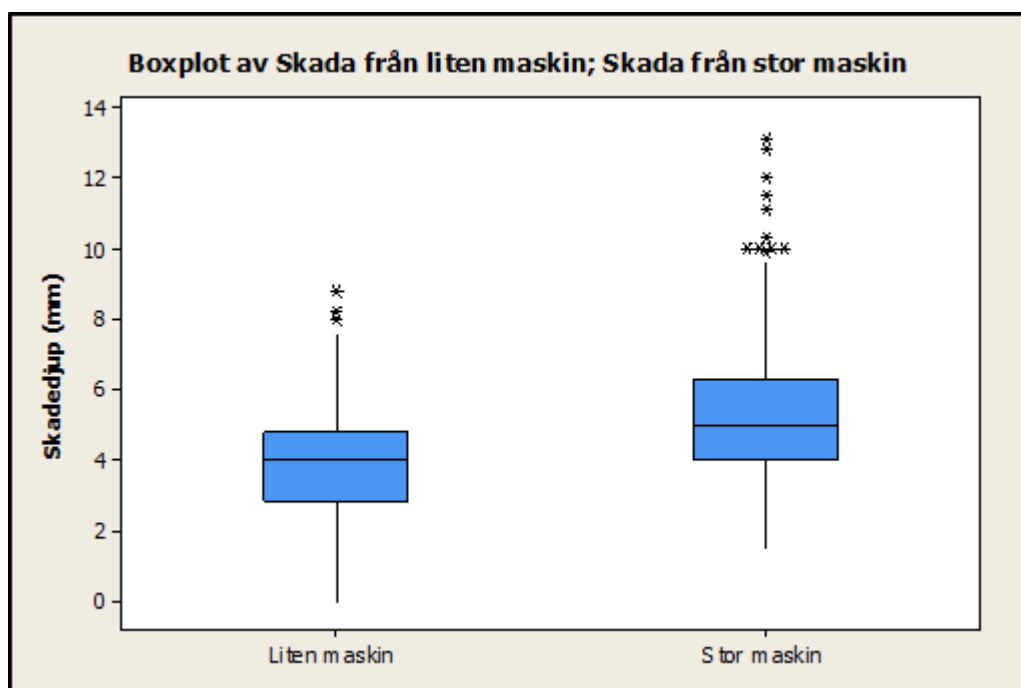 Boxplot av Skada från liten maskin; Skada från stor maskin
Skadedjup (mm)
14
12
10
8
6
4
2
0
Liten maskin
Stor maskin